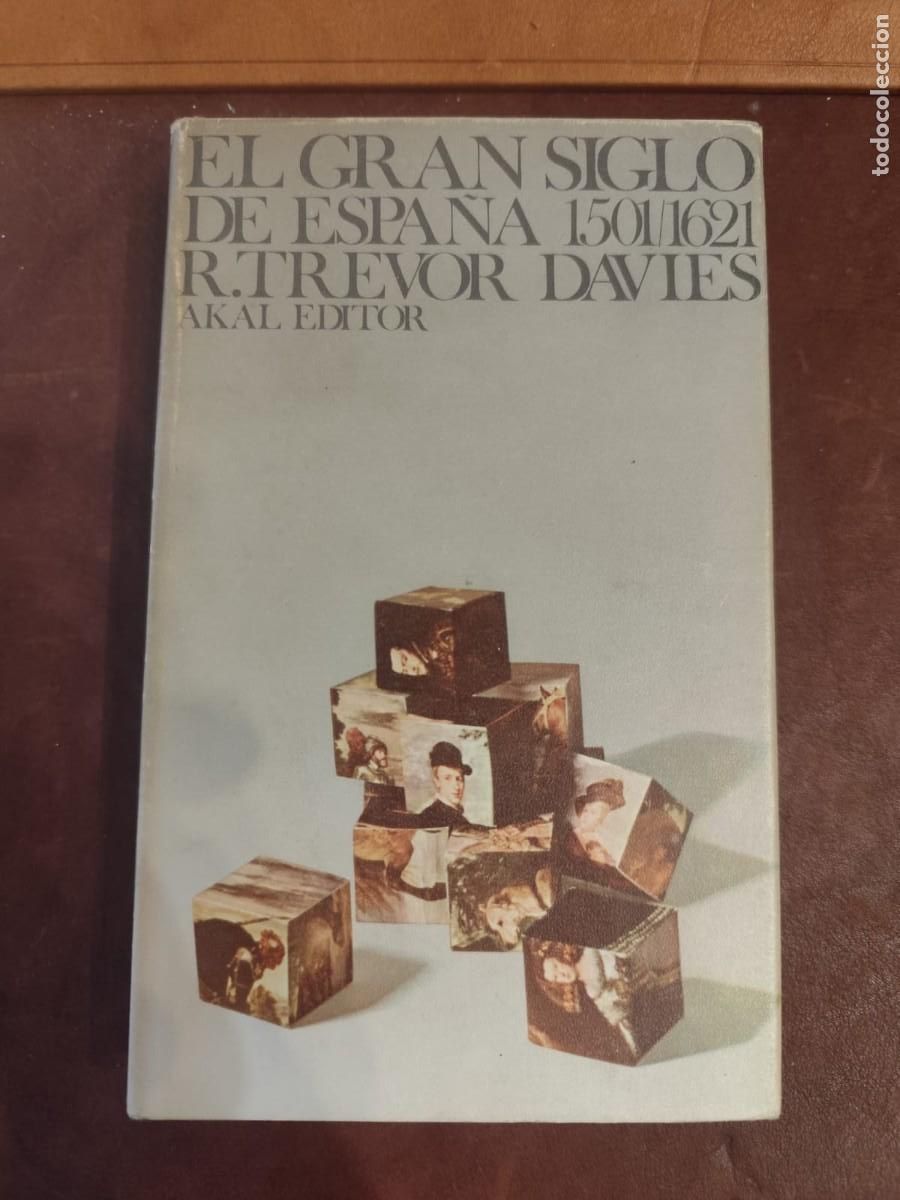 EL GRAN SIGLO
DE ESPAÑA 1501/1621
R. TREVOR DAVIES
AKAL EDITOR
todocoleccion